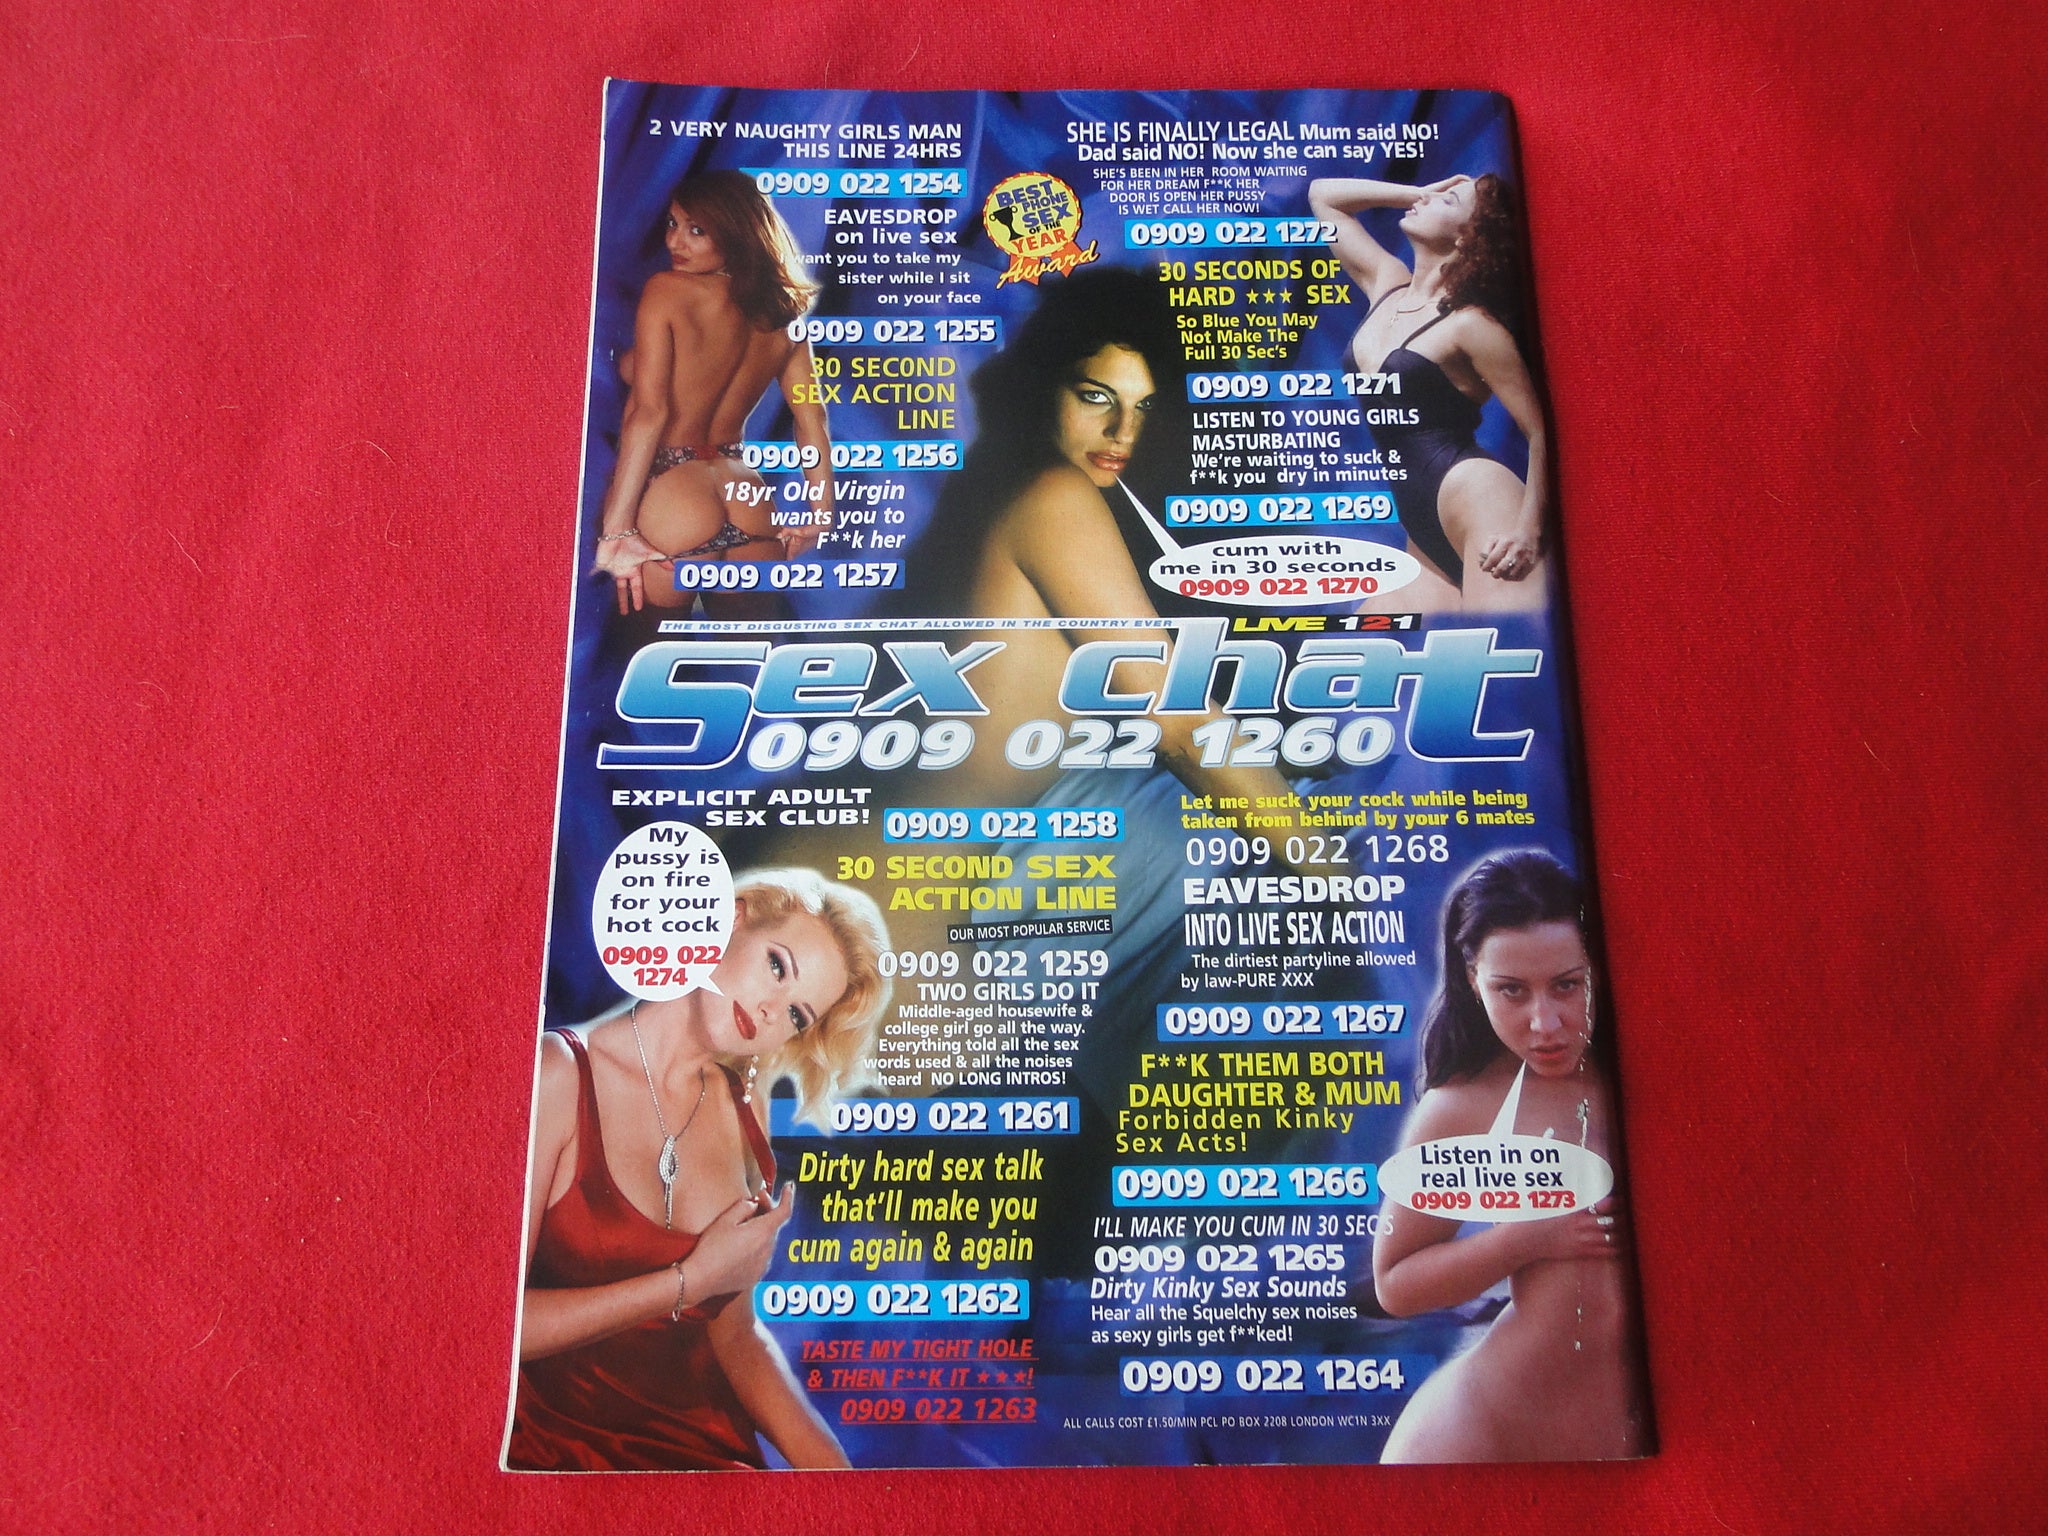 2 VERY NAUGHTY GIRLS MAN
THIS LINE 24HRS
0909 022 1254
EAVESDROP
on live sex
I want you to take my
sister while I sit
on your face
0909 022 1255
30 SECOND
SEX ACTION
LINE
0909 022 1256
18yr Old Virgin
wants you to
F**k her
0909 022 1257
BEST
PHONE
SEX
OF THE
YEAR
Award
SHE IS FINALLY LEGAL Mum said NO!
Dad said NO! Now she can say YES!
SHE'S BEEN IN HER ROOM WAITING
FOR HER DREAM F**K HER
DOOR IS OPEN HER PUSSY
IS WET CALL HER NOW!
0909 022 1272
30 SECONDS OF
HARD ★★★ SEX
So Blue You May
Not Make The
Full 30 Sec's
0909 022 1271
LISTEN TO YOUNG GIRLS
MASTURBATING
We're waiting to suck &
f**k you dry in minutes
0909 022 1269
cum with
me in 30 seconds
0909 022 1270
THE MOST DISGUSTING SEX CHAT ALLOWED IN THE COUNTRY EVER
LIVE 121
Sex chat
0909 022 1260
EXPLICIT ADULT
SEX CLUB!
0909 022 1258
My
pussy is
on fire
for your
hot cock
0909 022
1274
30 SECOND SEX
ACTION LINE
OUR MOST POPULAR SERVICE
0909 022 1259
TWO GIRLS DO IT
Middle-aged housewife &
college girl go all the way.
Everything told all the sex
words used & all the noises
heard NO LONG INTROS!
0909 022 1261
Dirty hard sex talk
that'll make you
cum again & again
0909 022 1262
TASTE MY TIGHT HOLE
& THEN F**K IT ★★★!
0909 022 1263
Let me suck your cock while being
taken from behind by your 6 mates
0909 022 1268
EAVESDROP
INTO LIVE SEX ACTION
The dirtiest partyline allowed
by law-PURE XXX
0909 022 1267
F**K THEM BOTH
DAUGHTER & MUM
Forbidden Kinky
Sex Acts!
0909 022 1266
Listen in on
real live sex
0909 022 1273
I'LL MAKE YOU CUM IN 30 SEC'S
0909 022 1265
Dirty Kinky Sex Sounds
Hear all the Squelchy sex noises
as sexy girls get f**ked!
0909 022 1264
ALL CALLS COST £1.50/MIN PCL PO BOX 2208 LONDON WC1N 3XX